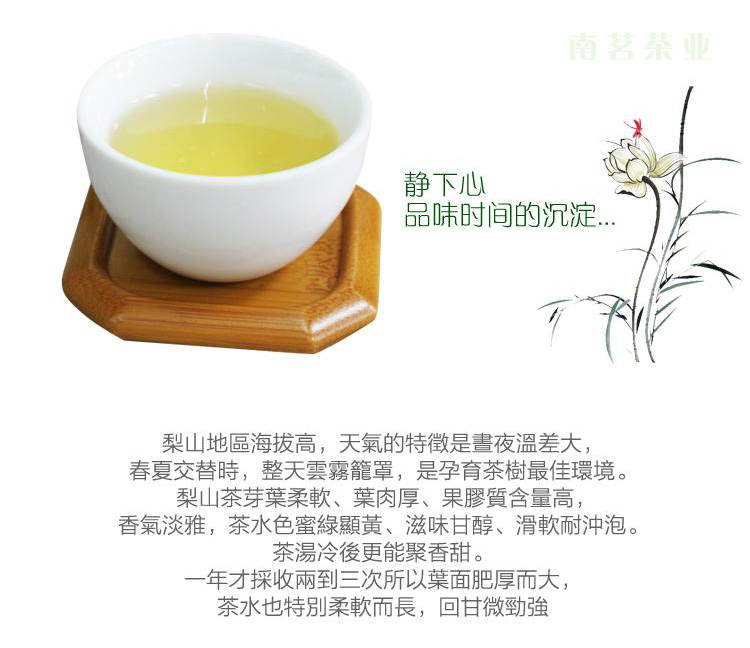 南茗茶业
静下心
品味时间的沉淀...
梨山地區海拔高，天氣的特徵是晝夜溫差大，
春夏交替時，整天雲霧籠罩，是孕育茶樹最佳環境。
梨山茶芽葉柔軟、葉肉厚、果膠質含量高，
香氣淡雅，茶水色蜜綠顯黃、滋味甘醇、滑軟耐沖泡。
茶湯冷後更能聚香甜。
一年才採收兩到三次所以葉面肥厚而大，
茶水也特別柔軟而長，回甘微勁強